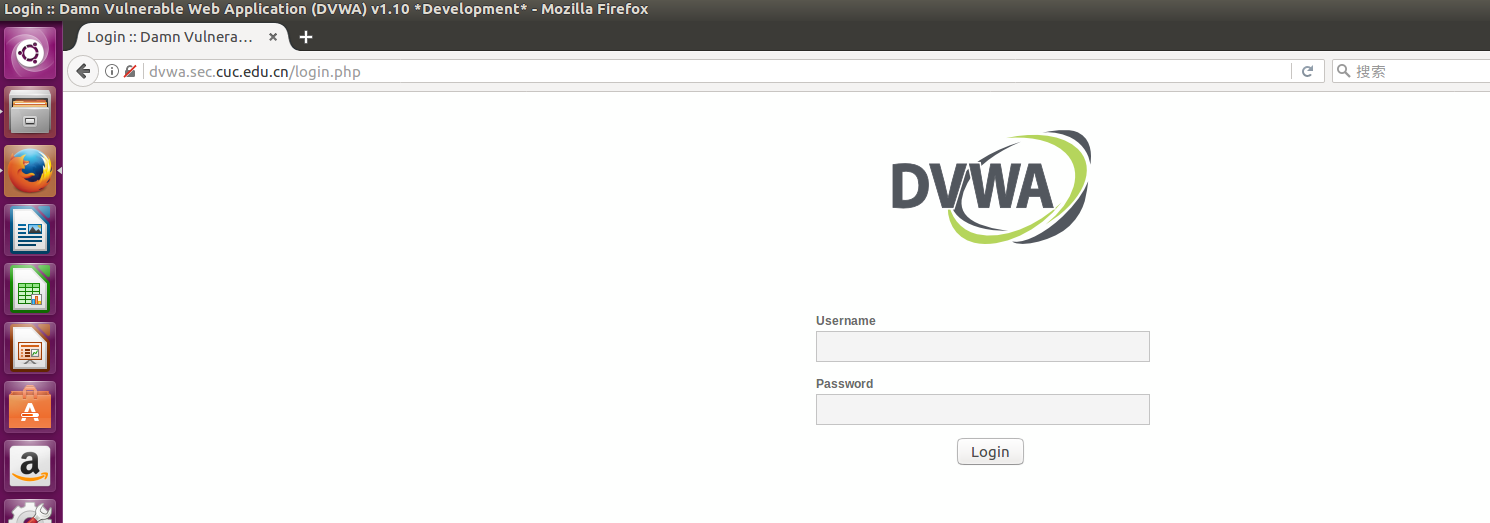 Login :: Damn Vulnerable Web Application (DVWA) v1.10 *Development* - Mozilla Firefox
Login :: Damn Vulnera...
dvwa.sec.cuc.edu.cn/login.php
搜索
DVWA
Username
Password
Login